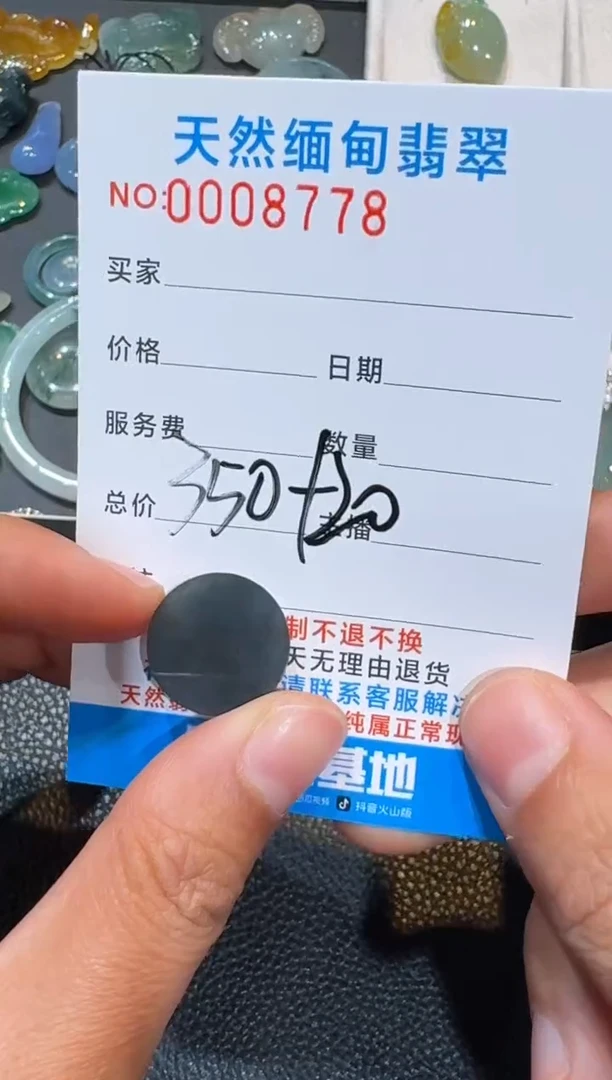 天然缅甸翡翠
NO:0008778
买家
价格 日期
服务费 数量
总价 350+20 主播
制不退不换
天无理由退货
天然翡 请联系客服解决
纯属正常现
基地
抖音火山版